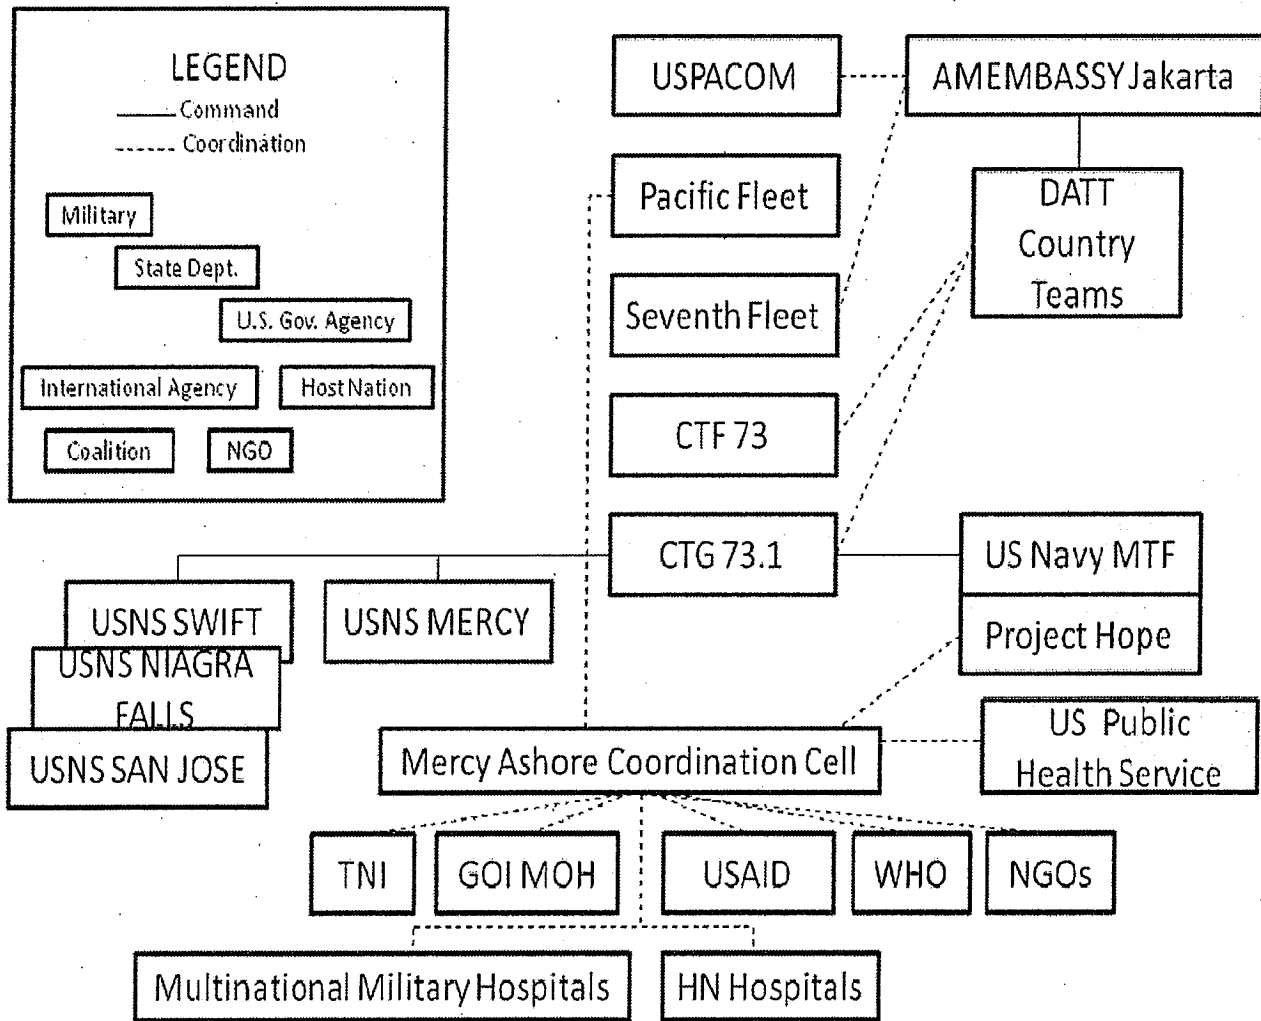 LEGEND
Command
Coordination
Military
State Dept.
U.S. Gov. Agency
International Agency
Host Nation
Coalition
NGO
USPACOM
AMEMBASSY Jakarta
Pacific Fleet
DATT
Country
Teams
Seventh Fleet
CTF 73
CTG 73.1
US Navy MTF
Project Hope
USNS SWIFT
USNS MERCY
USNS NIAGRA
FALLS
USNS SAN JOSE
Mercy Ashore Coordination Cell
US Public
Health Service
TNI
GOI MOH
USAID
WHO
NGOs
Multinational Military Hospitals
HN Hospitals